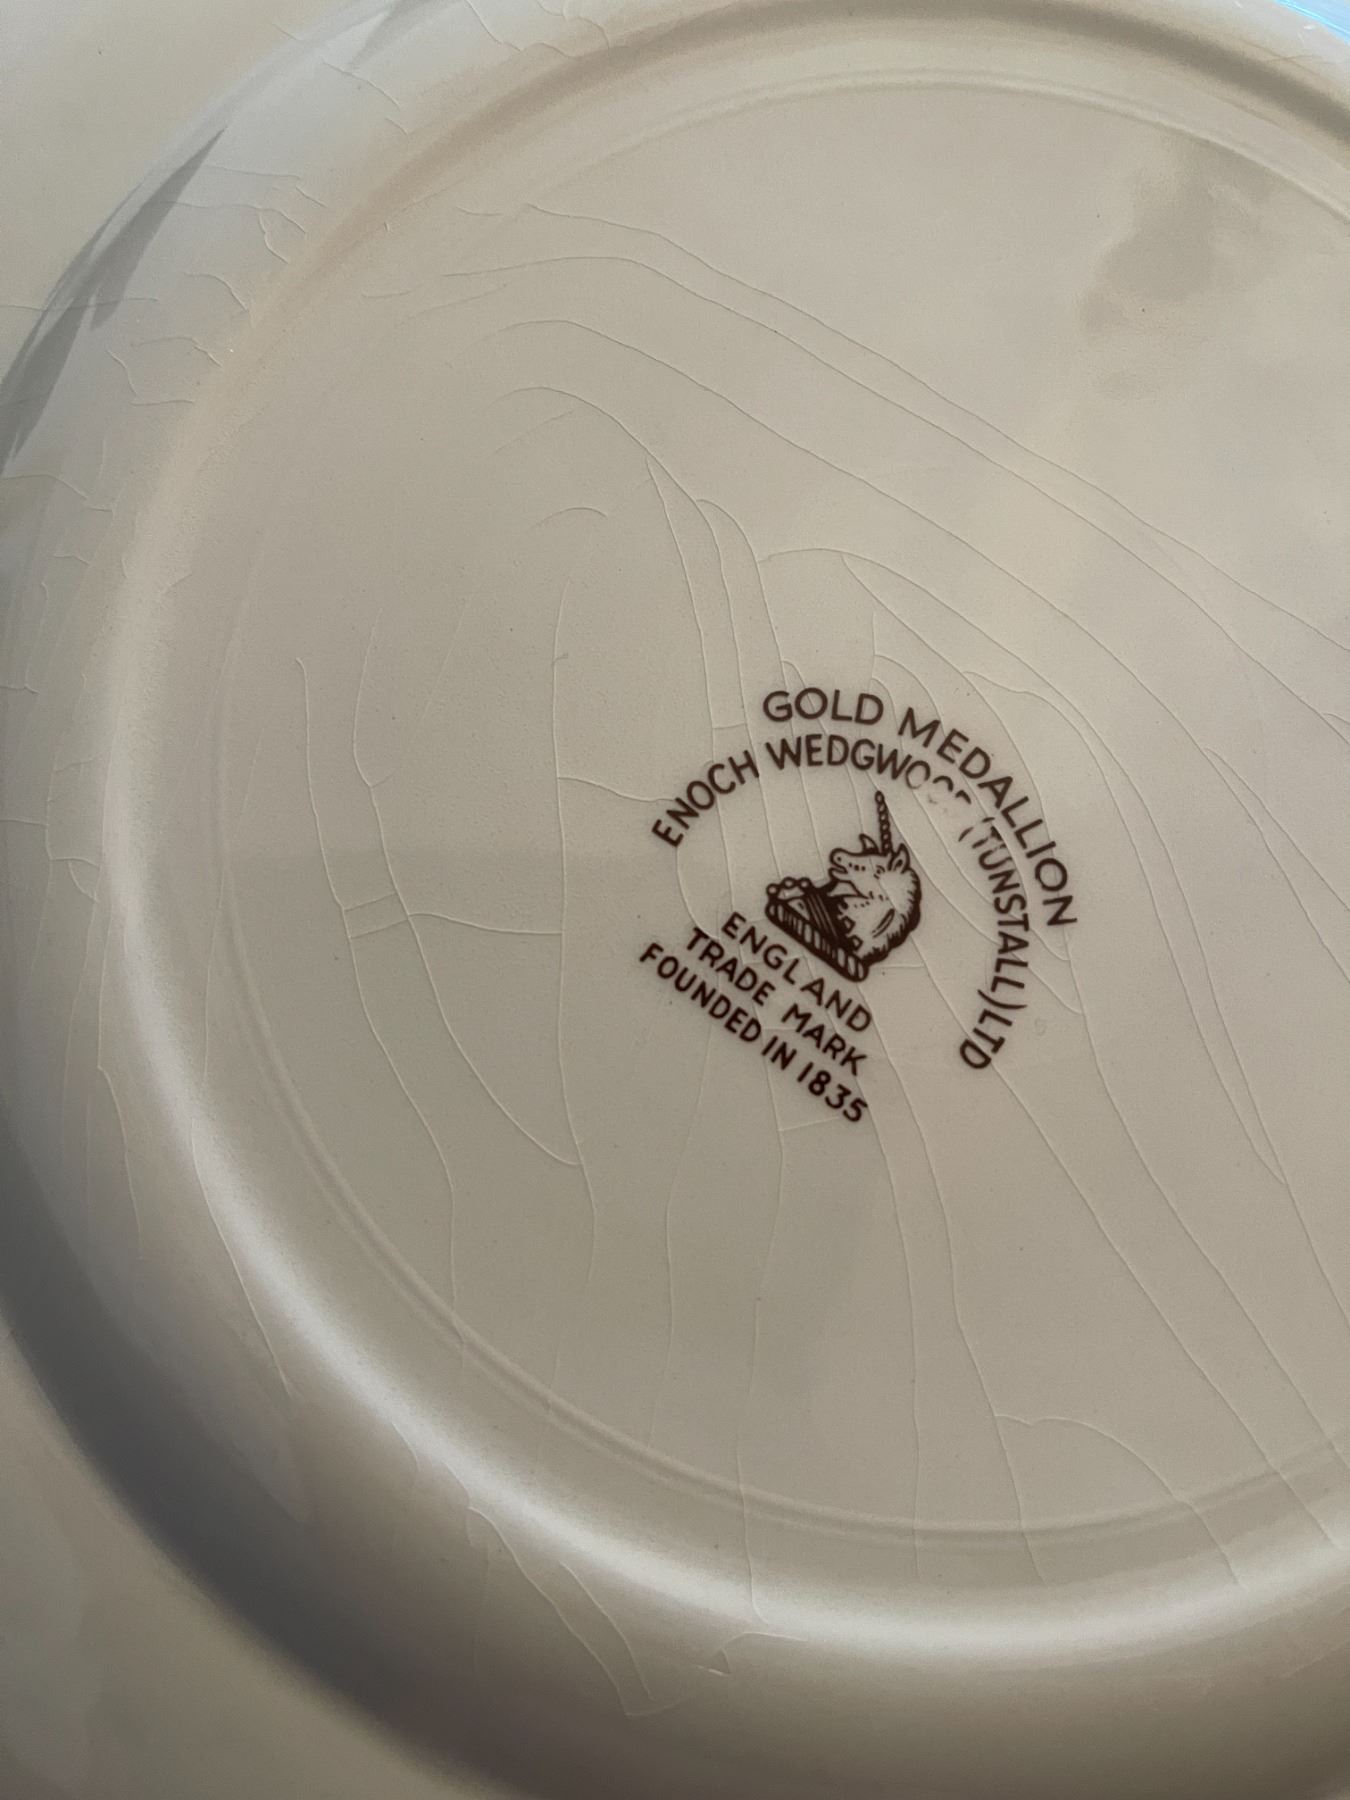 GOLD MEDALLION
ENOCH WEDGWOOD (TUNSTALL) LTD
ENGLAND
TRADE MARK
FOUNDED IN 1835